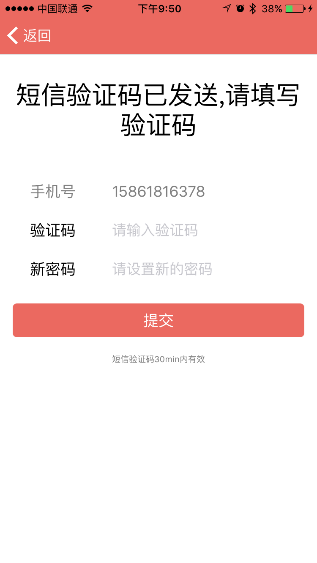 中国联通 下午9:50 38%
返回
短信验证码已发送,请填写
验证码
手机号 15861816378
验证码 请输入验证码
新密码 请设置新的密码
提交
短信验证码30min内有效